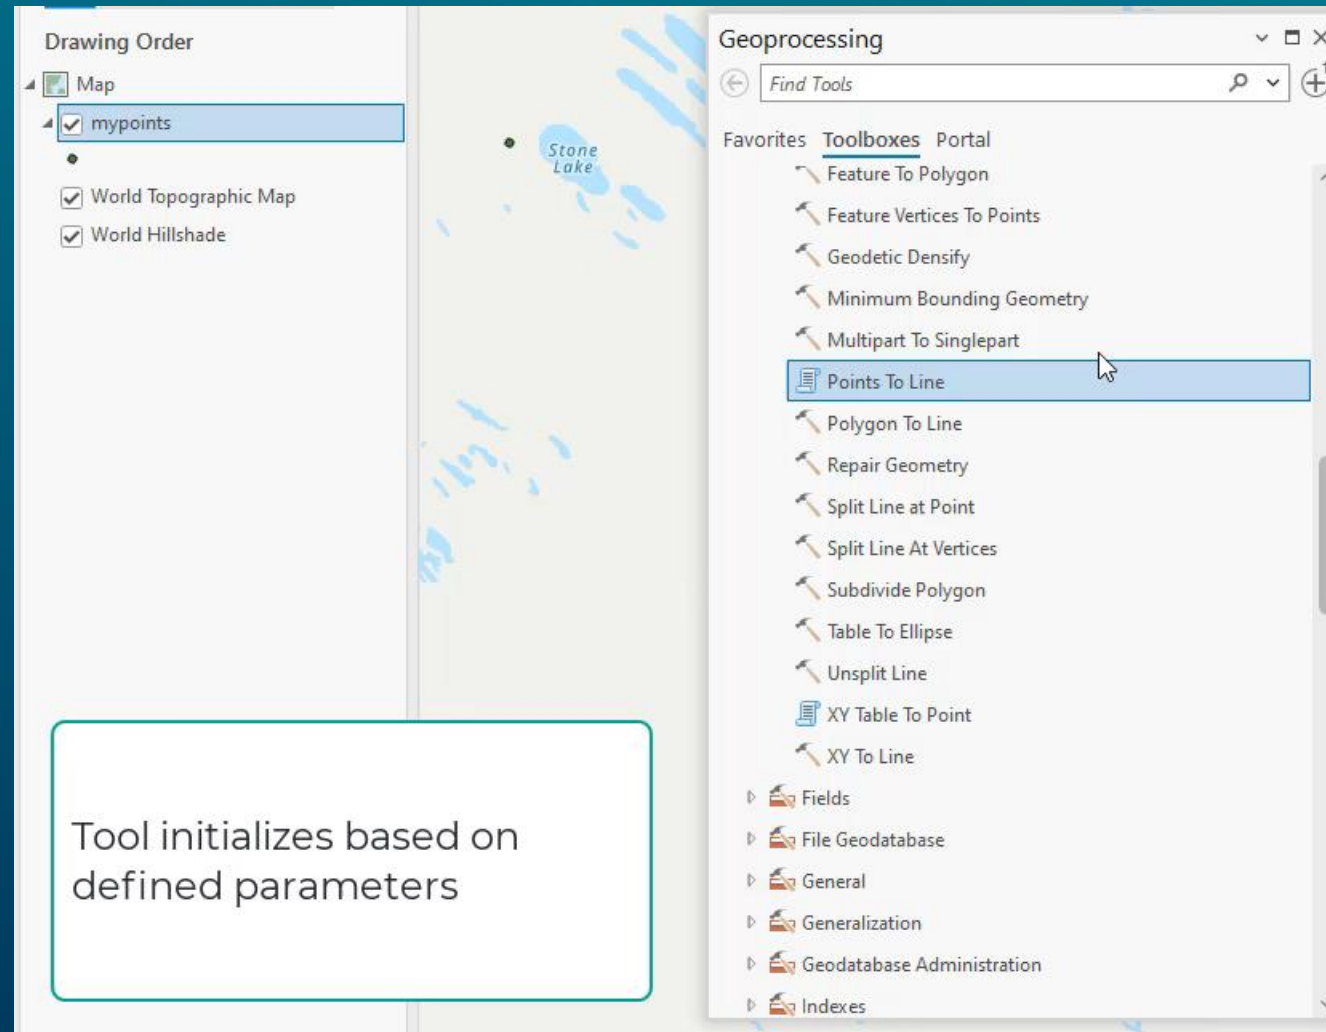 Drawing Order
Map
mypoints
World Topographic Map
World Hillshade
Stone
Lake
Geoprocessing
Find Tools
Favorites Toolboxes Portal
Feature To Polygon
Feature Vertices To Points
Geodetic Densify
Minimum Bounding Geometry
Multipart To Singlepart
Points To Line
Polygon To Line
Repair Geometry
Split Line at Point
Split Line At Vertices
Subdivide Polygon
Table To Ellipse
Unsplit Line
XY Table To Point
XY To Line
Fields
File Geodatabase
General
Generalization
Geodatabase Administration
Indexes
Tool initializes based on
defined parameters